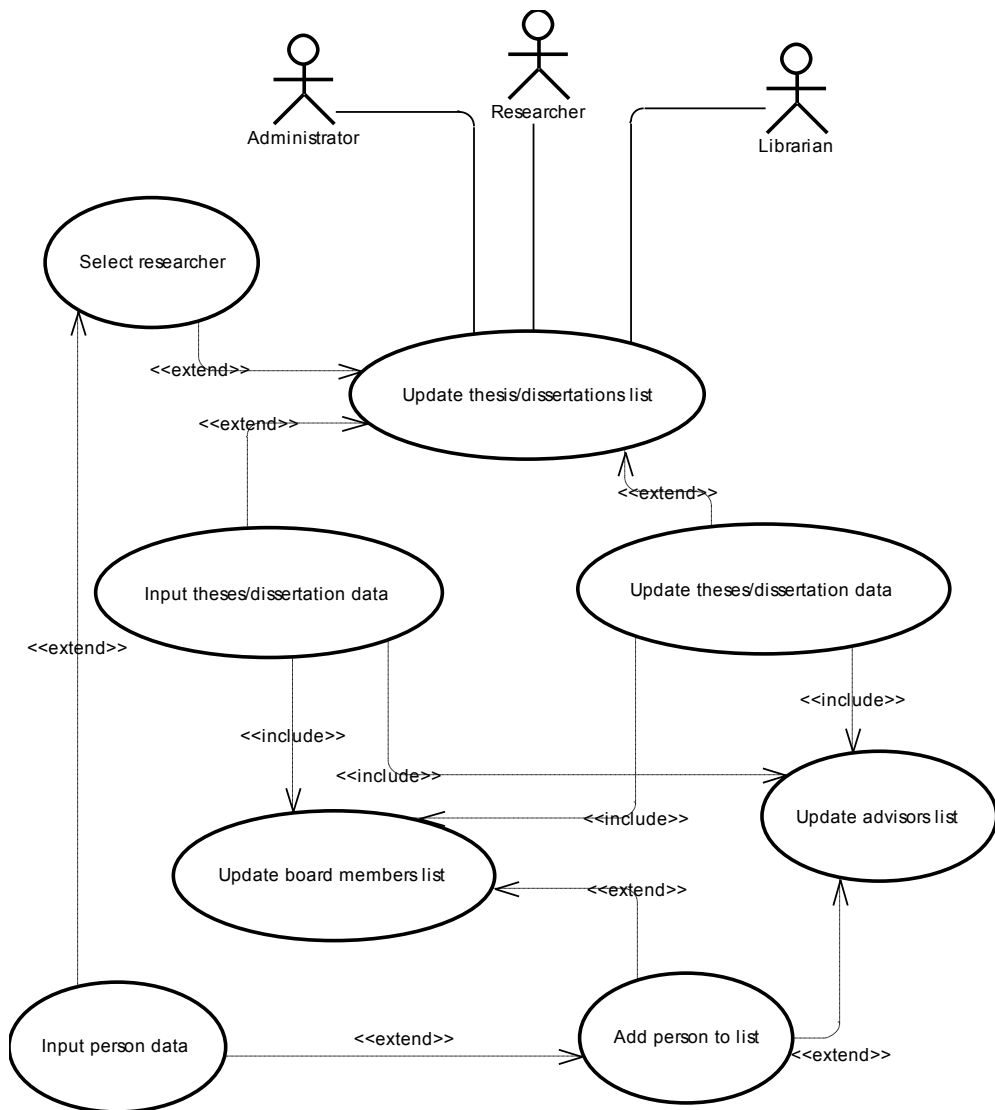 Researcher
Administrator
Librarian
Select researcher
<<extend>>
Update thesis/dissertations list
<<extend>>
<<extend>>
Input theses/dissertation data
Update theses/dissertation data
<<extend>>
<<include>>
<<include>>
<<include>>
<<include>>
Update advisors list
Update board members list
<<extend>>
Input person data
<<extend>>
Add person to list
<<extend>>